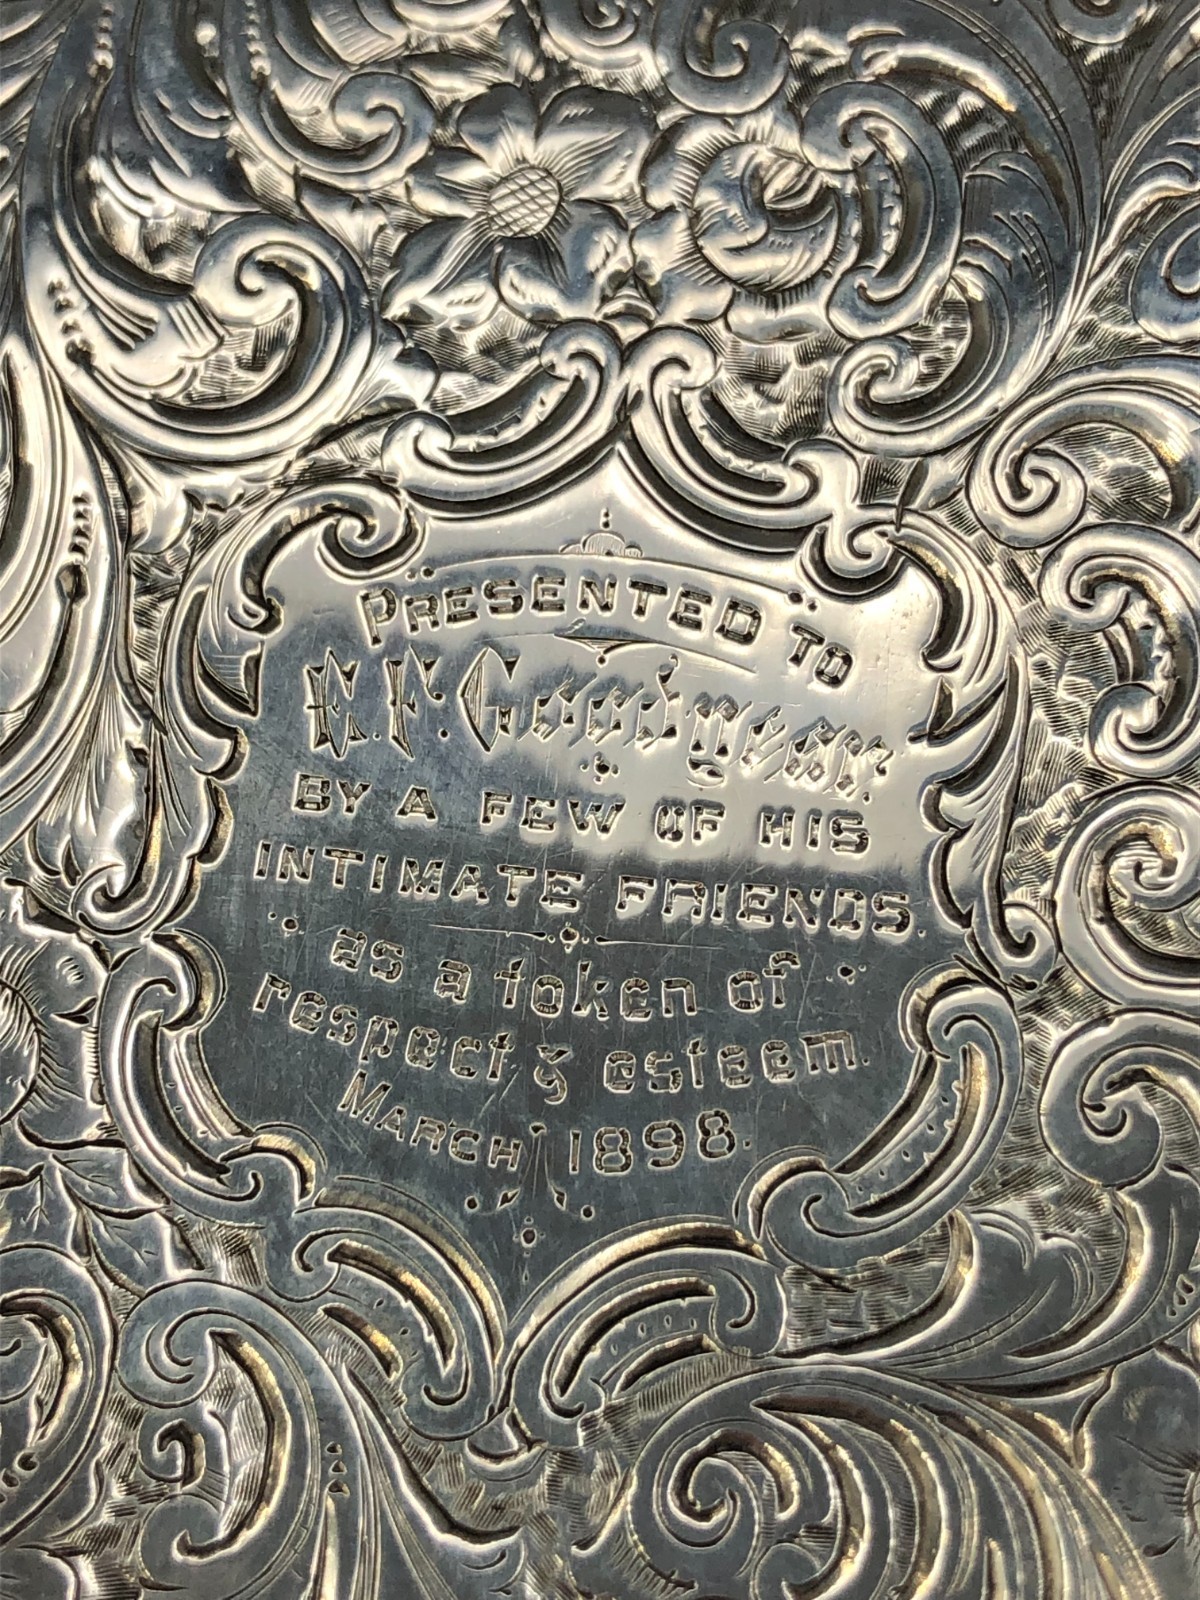 PRESENTED TO
E. F. Goodyear.
BY A FEW OF HIS
INTIMATE FRIENDS.
as a token of
respect & esteem.
MARCH 1898.